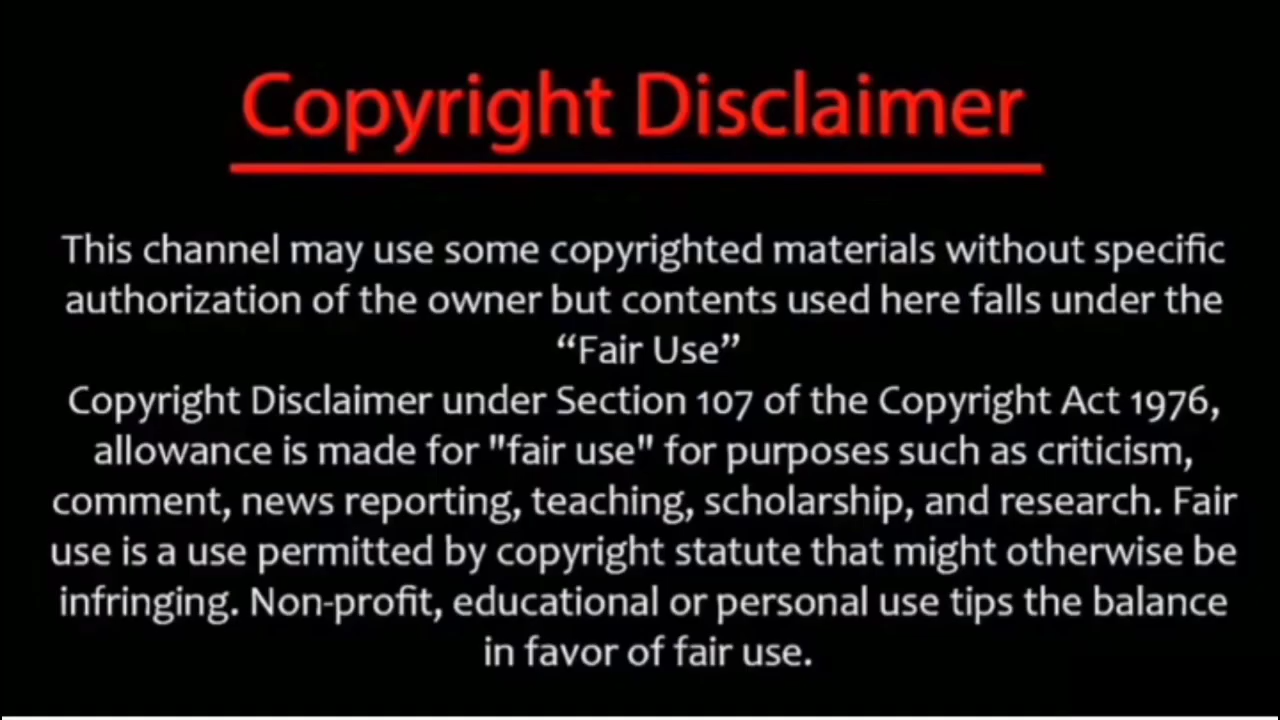 Copyright Disclaimer
This channel may use some copyrighted materials without specific
authorization of the owner but contents used here falls under the
“Fair Use”
Copyright Disclaimer under Section 107 of the Copyright Act 1976,
allowance is made for "fair use" for purposes such as criticism,
comment, news reporting, teaching, scholarship, and research. Fair
use is a use permitted by copyright statute that might otherwise be
infringing. Non-profit, educational or personal use tips the balance
in favor of fair use.